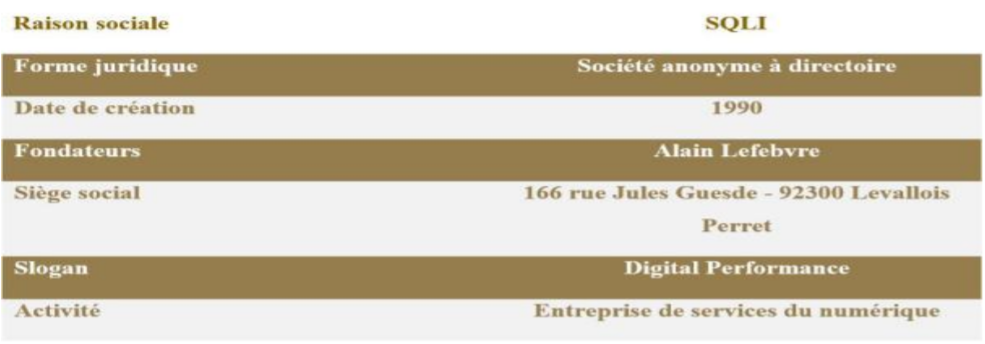 Raison sociale SQLI
Forme juridique Société anonyme à directoire
Date de création 1990
Fondateurs Alain Lefebvre
Siège social 166 rue Jules Guesde - 92300 Levallois
Perret
Slogan Digital Performance
Activité Entreprise de services du numérique